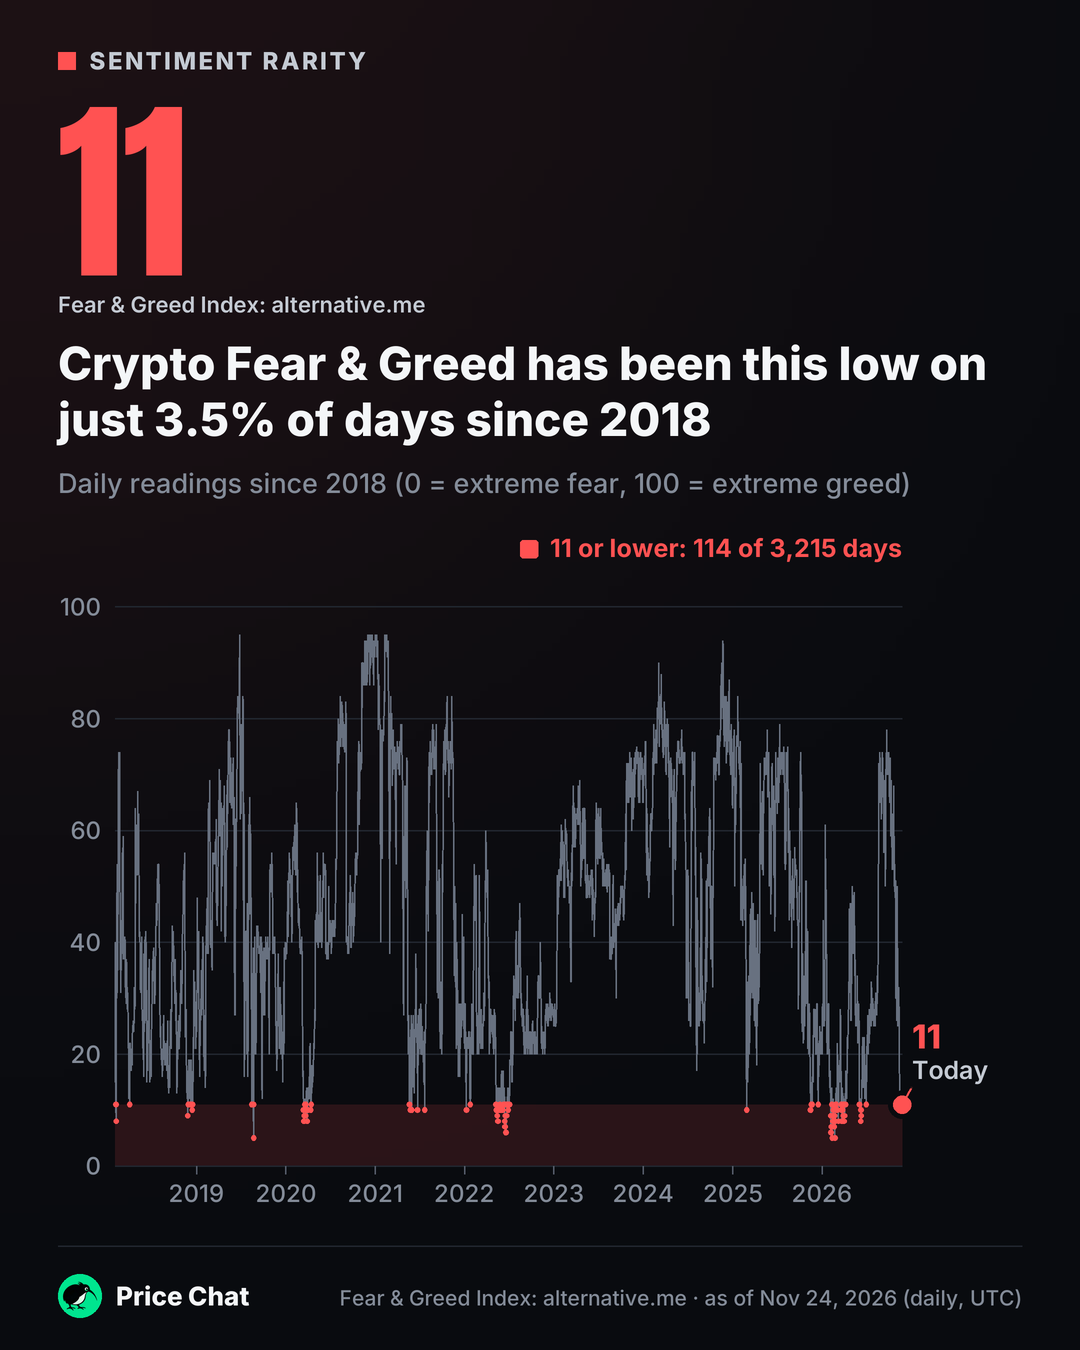 SENTIMENT RARITY
11
Fear & Greed Index: alternative.me
Crypto Fear & Greed has been this low on
just 3.5% of days since 2018
Daily readings since 2018 (0 = extreme fear, 100 = extreme greed)
11 or lower: 114 of 3,215 days
100
80
60
40
20
0
11
Today
2019 2020 2021 2022 2023 2024 2025 2026
Price Chat
Fear & Greed Index: alternative.me · as of Nov 24, 2026 (daily, UTC)